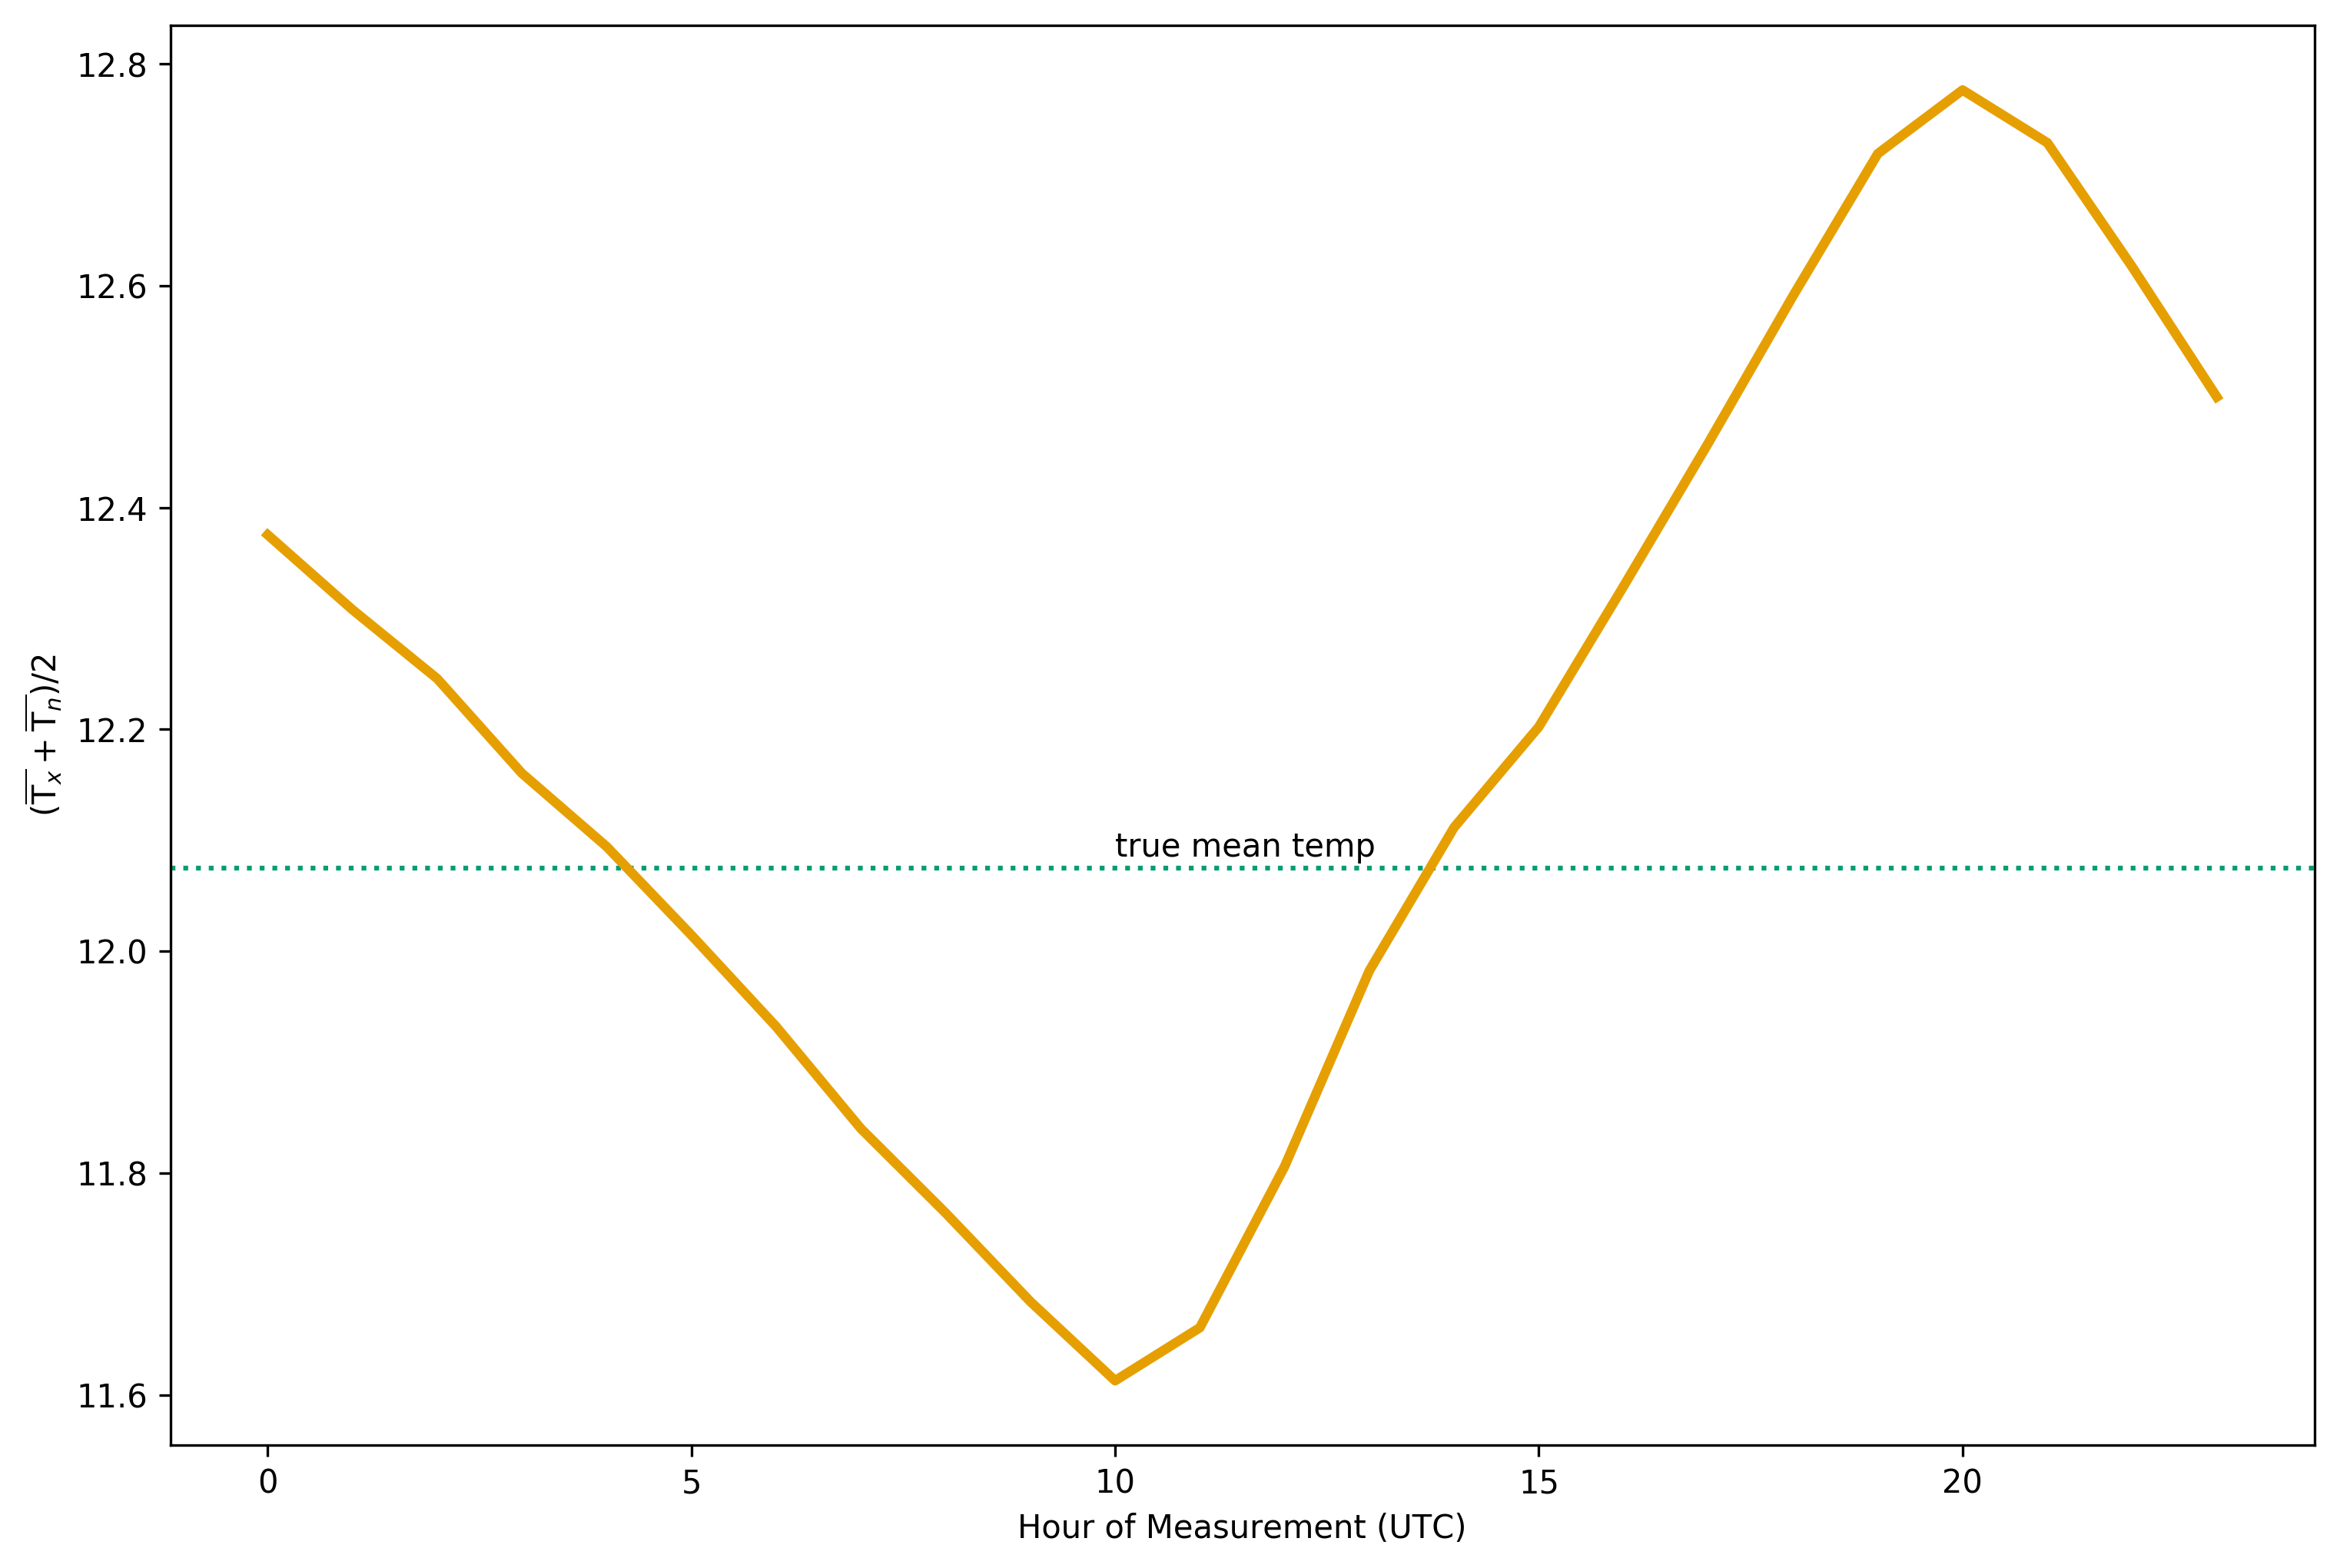 12.8
12.6
12.4
12.2
12.0
11.8
11.6
(T̅ₓ + T̅ₙ)/2
true mean temp
0 5 10 15 20
Hour of Measurement (UTC)